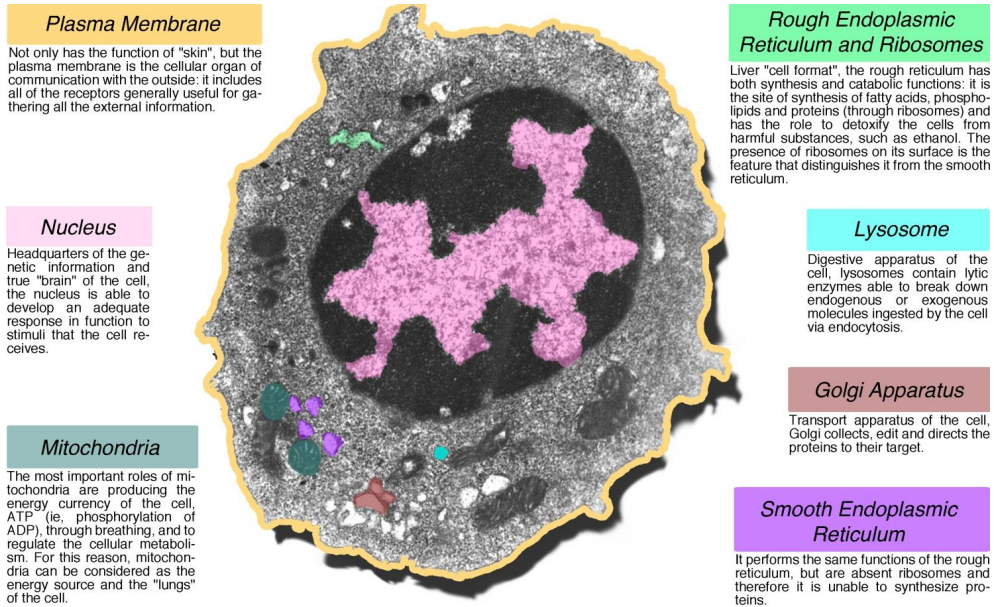 Plasma Membrane
Not only has the function of "skin", but the
plasma membrane is the cellular organ of
communication with the outside: it includes
all of the receptors generally useful for ga-
thering all the external information.
Nucleus
Headquarters of the ge-
netic information and
true "brain" of the cell,
the nucleus is able to
develop an adequate
response in function to
stimuli that the cell re-
ceives.
Mitochondria
The most important roles of mi-
tochondria are producing the
energy currency of the cell,
ATP (ie, phosphorylation of
ADP), through breathing, and to
regulate the cellular metaboli-
sm. For this reason, mitochon-
dria can be considered as the
energy source and the "lungs"
of the cell.
Rough Endoplasmic
Reticulum and Ribosomes
Liver "cell format", the rough reticulum has
both synthesis and catabolic functions: it is
the site of synthesis of fatty acids, phospho-
lipids and proteins (through ribosomes) and
has the role to detoxify the cells from
harmful substances, such as ethanol. The
presence of ribosomes on its surface is the
feature that distinguishes it from the smooth
reticulum.
Lysosome
Digestive apparatus of the
cell, lysosomes contain lytic
enzymes able to break down
endogenous or exogenous
molecules ingested by the cell
via endocytosis.
Golgi Apparatus
Transport apparatus of the cell,
Golgi collects, edit and directs the
proteins to their target.
Smooth Endoplasmic
Reticulum
It performs the same functions of the rough
reticulum, but are absent ribosomes and
therefore it is unable to synthesize pro-
teins.